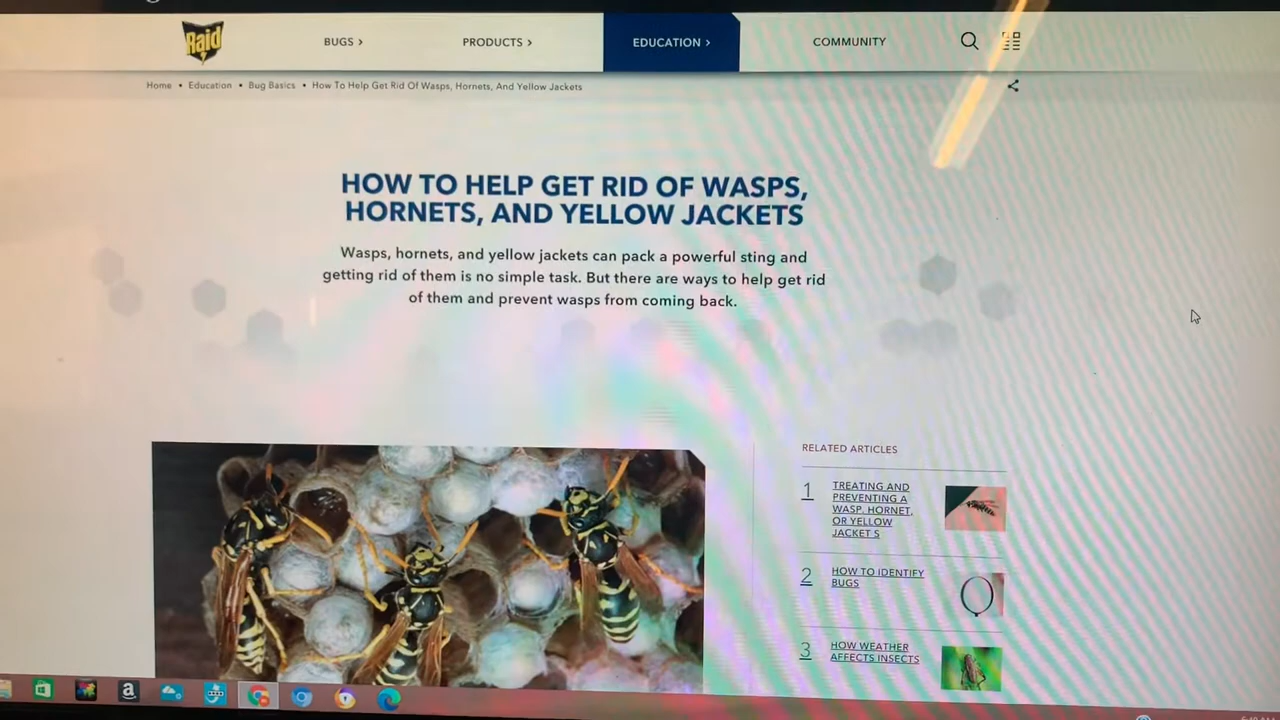 Raid
BUGS ›
PRODUCTS ›
EDUCATION ›
COMMUNITY
Home • Education • Bug Basics • How To Help Get Rid Of Wasps, Hornets, And Yellow Jackets
HOW TO HELP GET RID OF WASPS,
HORNETS, AND YELLOW JACKETS
Wasps, hornets, and yellow jackets can pack a powerful sting and
getting rid of them is no simple task. But there are ways to help get rid
of them and prevent wasps from coming back.
RELATED ARTICLES
1
TREATING AND
PREVENTING A
WASP, HORNET,
OR YELLOW
JACKET S
2
HOW TO IDENTIFY
BUGS
3
HOW WEATHER
AFFECTS INSECTS
a